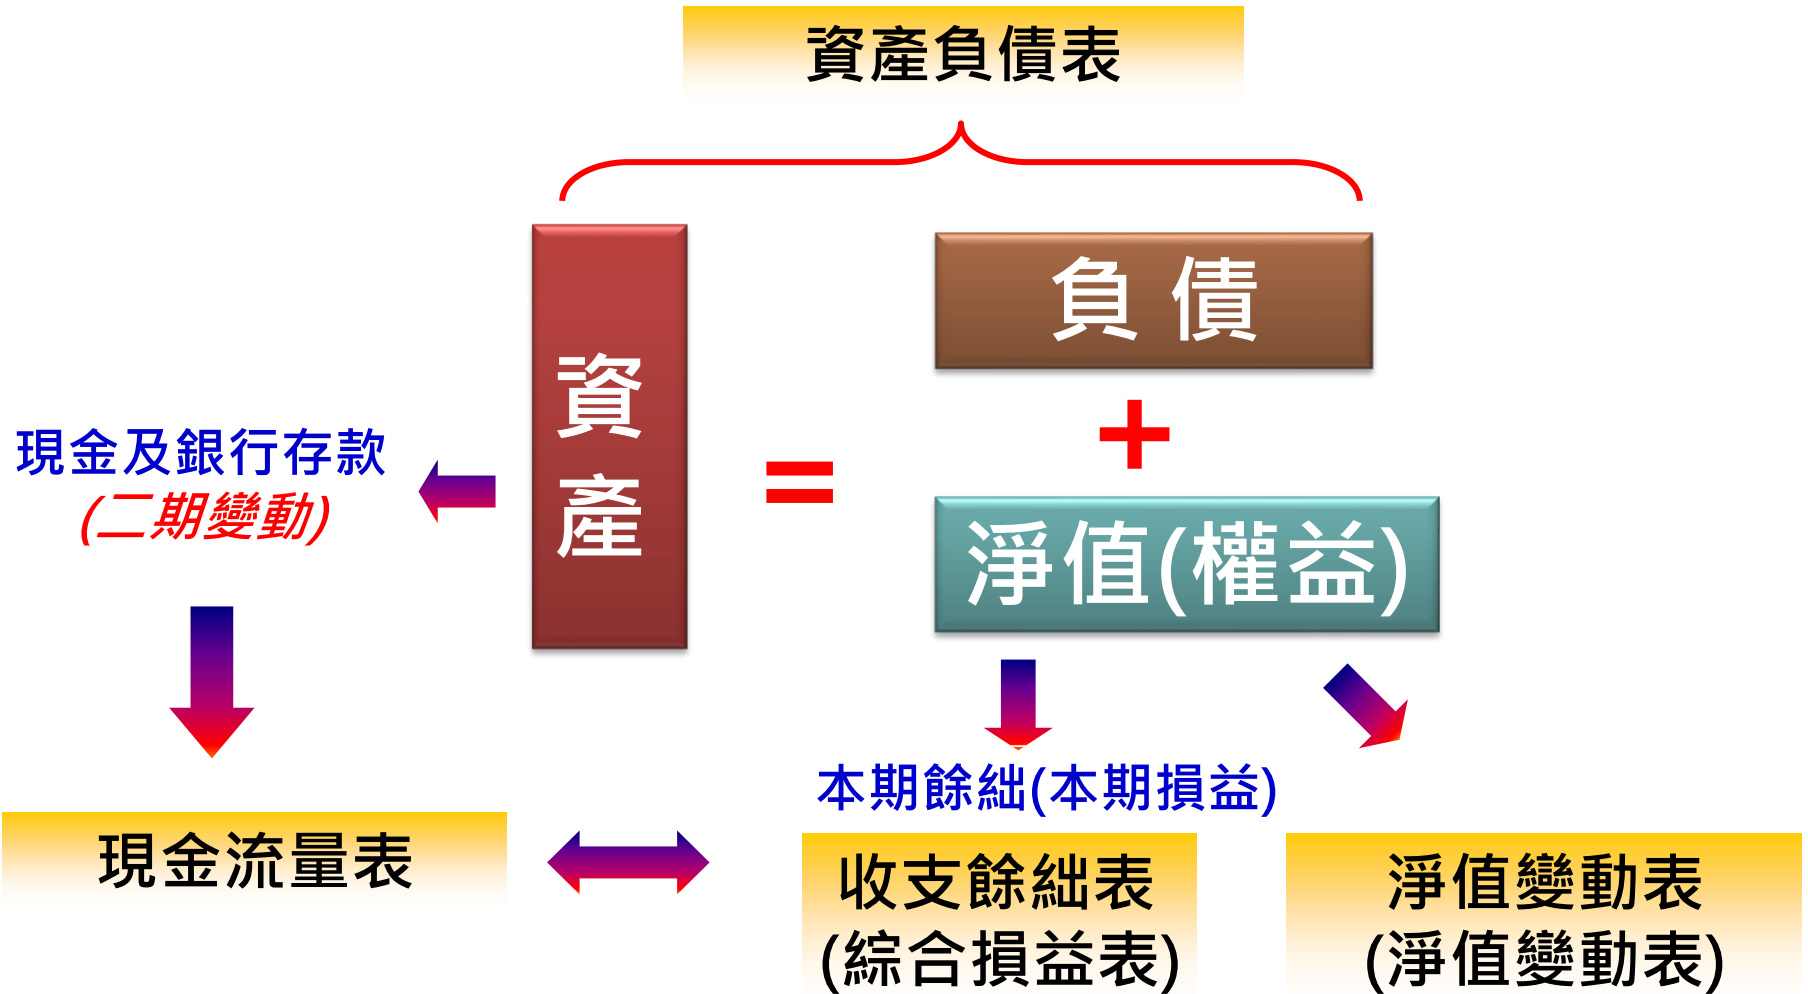 資產負債表
資
產
=
負 債
+
淨值(權益)
現金及銀行存款
(二期變動)
本期餘絀(本期損益)
現金流量表
收支餘絀表
(綜合損益表)
淨值變動表
(淨值變動表)